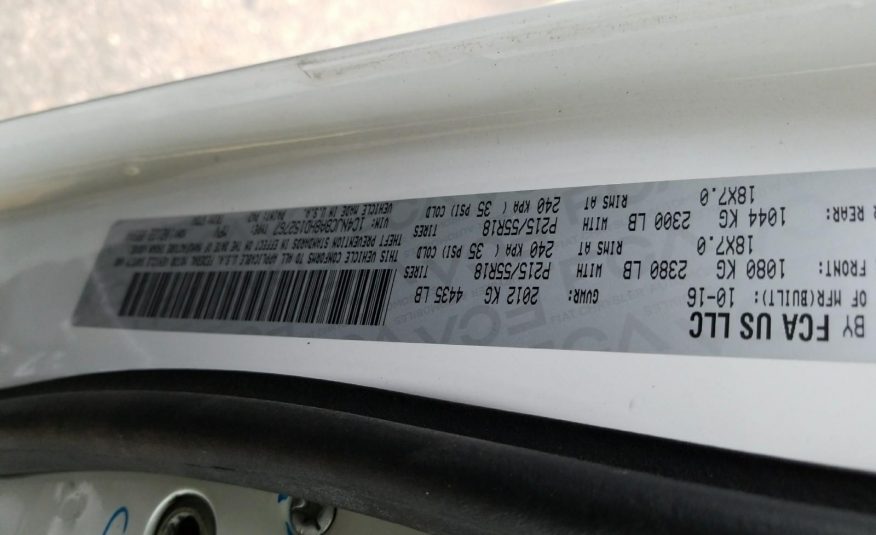 BY FCA US LLC
OF MFR(BUILT): 10-16 GVWR: 2012 KG 4435 LB
FRONT: 1080 KG 2380 LB WITH P215/55R18 TIRES
18X7.0 RIMS AT 240 KPA ( 35 PSI) COLD
REAR: 1044 KG 2300 LB WITH P215/55R18 TIRES
18X7.0 RIMS AT 240 KPA ( 35 PSI) COLD
THIS VEHICLE CONFORMS TO ALL APPLICABLE U.S.A. FEDERAL MOTOR VEHICLE SAFETY AND
THEFT PREVENTION STANDARDS IN EFFECT ON THE DATE OF MANUFACTURE SHOWN ABOVE
TYPE: MPV
VEHICLE MADE IN U.S.A. PAINT: